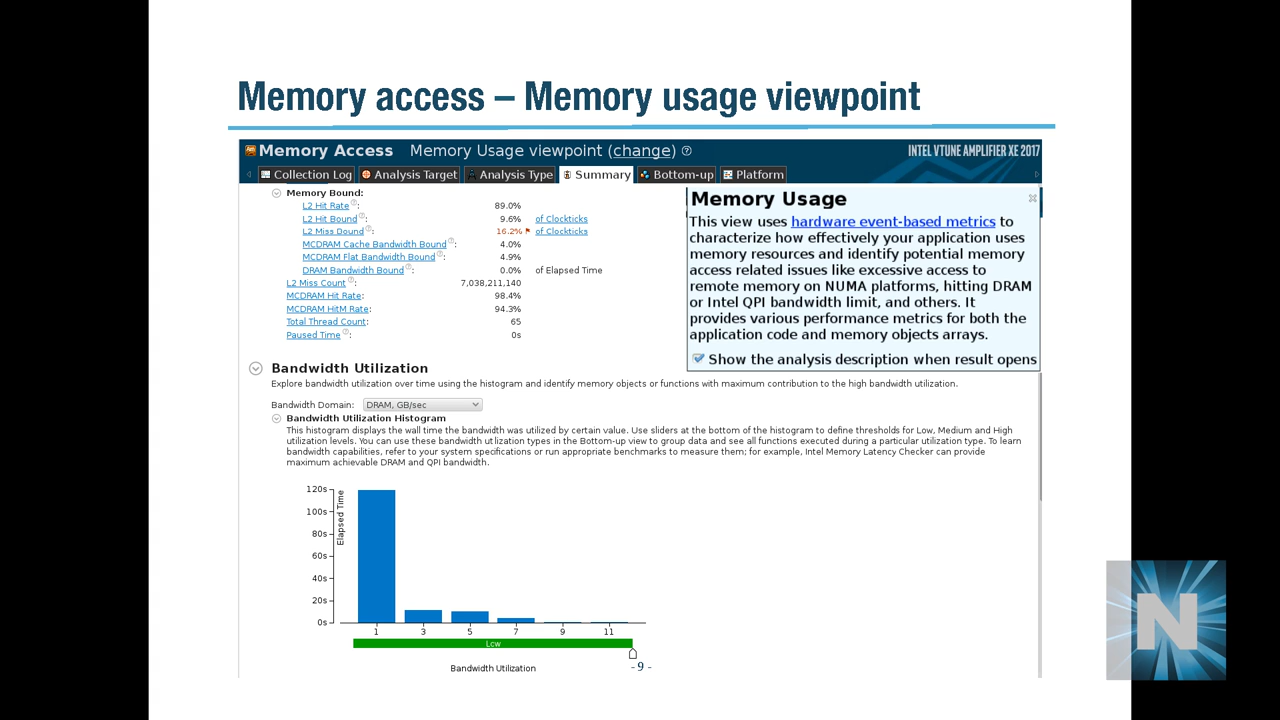 Memory access – Memory usage viewpoint
Memory Access Memory Usage viewpoint (change) ?
INTEL VTUNE AMPLIFIER XE 2017
Collection Log Analysis Target Analysis Type Summary Bottom-up Platform
Memory Bound:
L2 Hit Rate ?: 89.0%
L2 Hit Bound ?: 9.6% of Clockticks
L2 Miss Bound ?: 16.2% of Clockticks
MCDRAM Cache Bandwidth Bound ?: 4.0%
MCDRAM Flat Bandwidth Bound ?: 4.9%
DRAM Bandwidth Bound ?: 0.0% of Elapsed Time
L2 Miss Count ?: 7,038,211,140
MCDRAM Hit Rate: 98.4%
MCDRAM HitM Rate: 94.3%
Total Thread Count: 65
Paused Time ?: 0s
Memory Usage
This view uses hardware event-based metrics to
characterize how effectively your application uses
memory resources and identify potential memory
access related issues like excessive access to
remote memory on NUMA platforms, hitting DRAM
or Intel QPI bandwidth limit, and others. It
provides various performance metrics for both the
application code and memory objects arrays.
Show the analysis description when result opens
Bandwidth Utilization
Explore bandwidth utilization over time using the histogram and identify memory objects or functions with maximum contribution to the high bandwidth utilization.
Bandwidth Domain: DRAM, GB/sec
Bandwidth Utilization Histogram
This histogram displays the wall time the bandwidth was utilized by certain value. Use sliders at the bottom of the histogram to define thresholds for Low, Medium and High
utilization levels. You can use these bandwidth utilization types in the Bottom-up view to group data and see all functions executed during a particular utilization type. To learn
bandwidth capabilities, refer to your system specifications or run appropriate benchmarks to measure them; for example, Intel Memory Latency Checker can provide
maximum achievable DRAM and QPI bandwidth.
120s
100s
80s
60s
40s
20s
0s
Elapsed Time
1 3 5 7 9 11
Low
Bandwidth Utilization
- 9 -
N